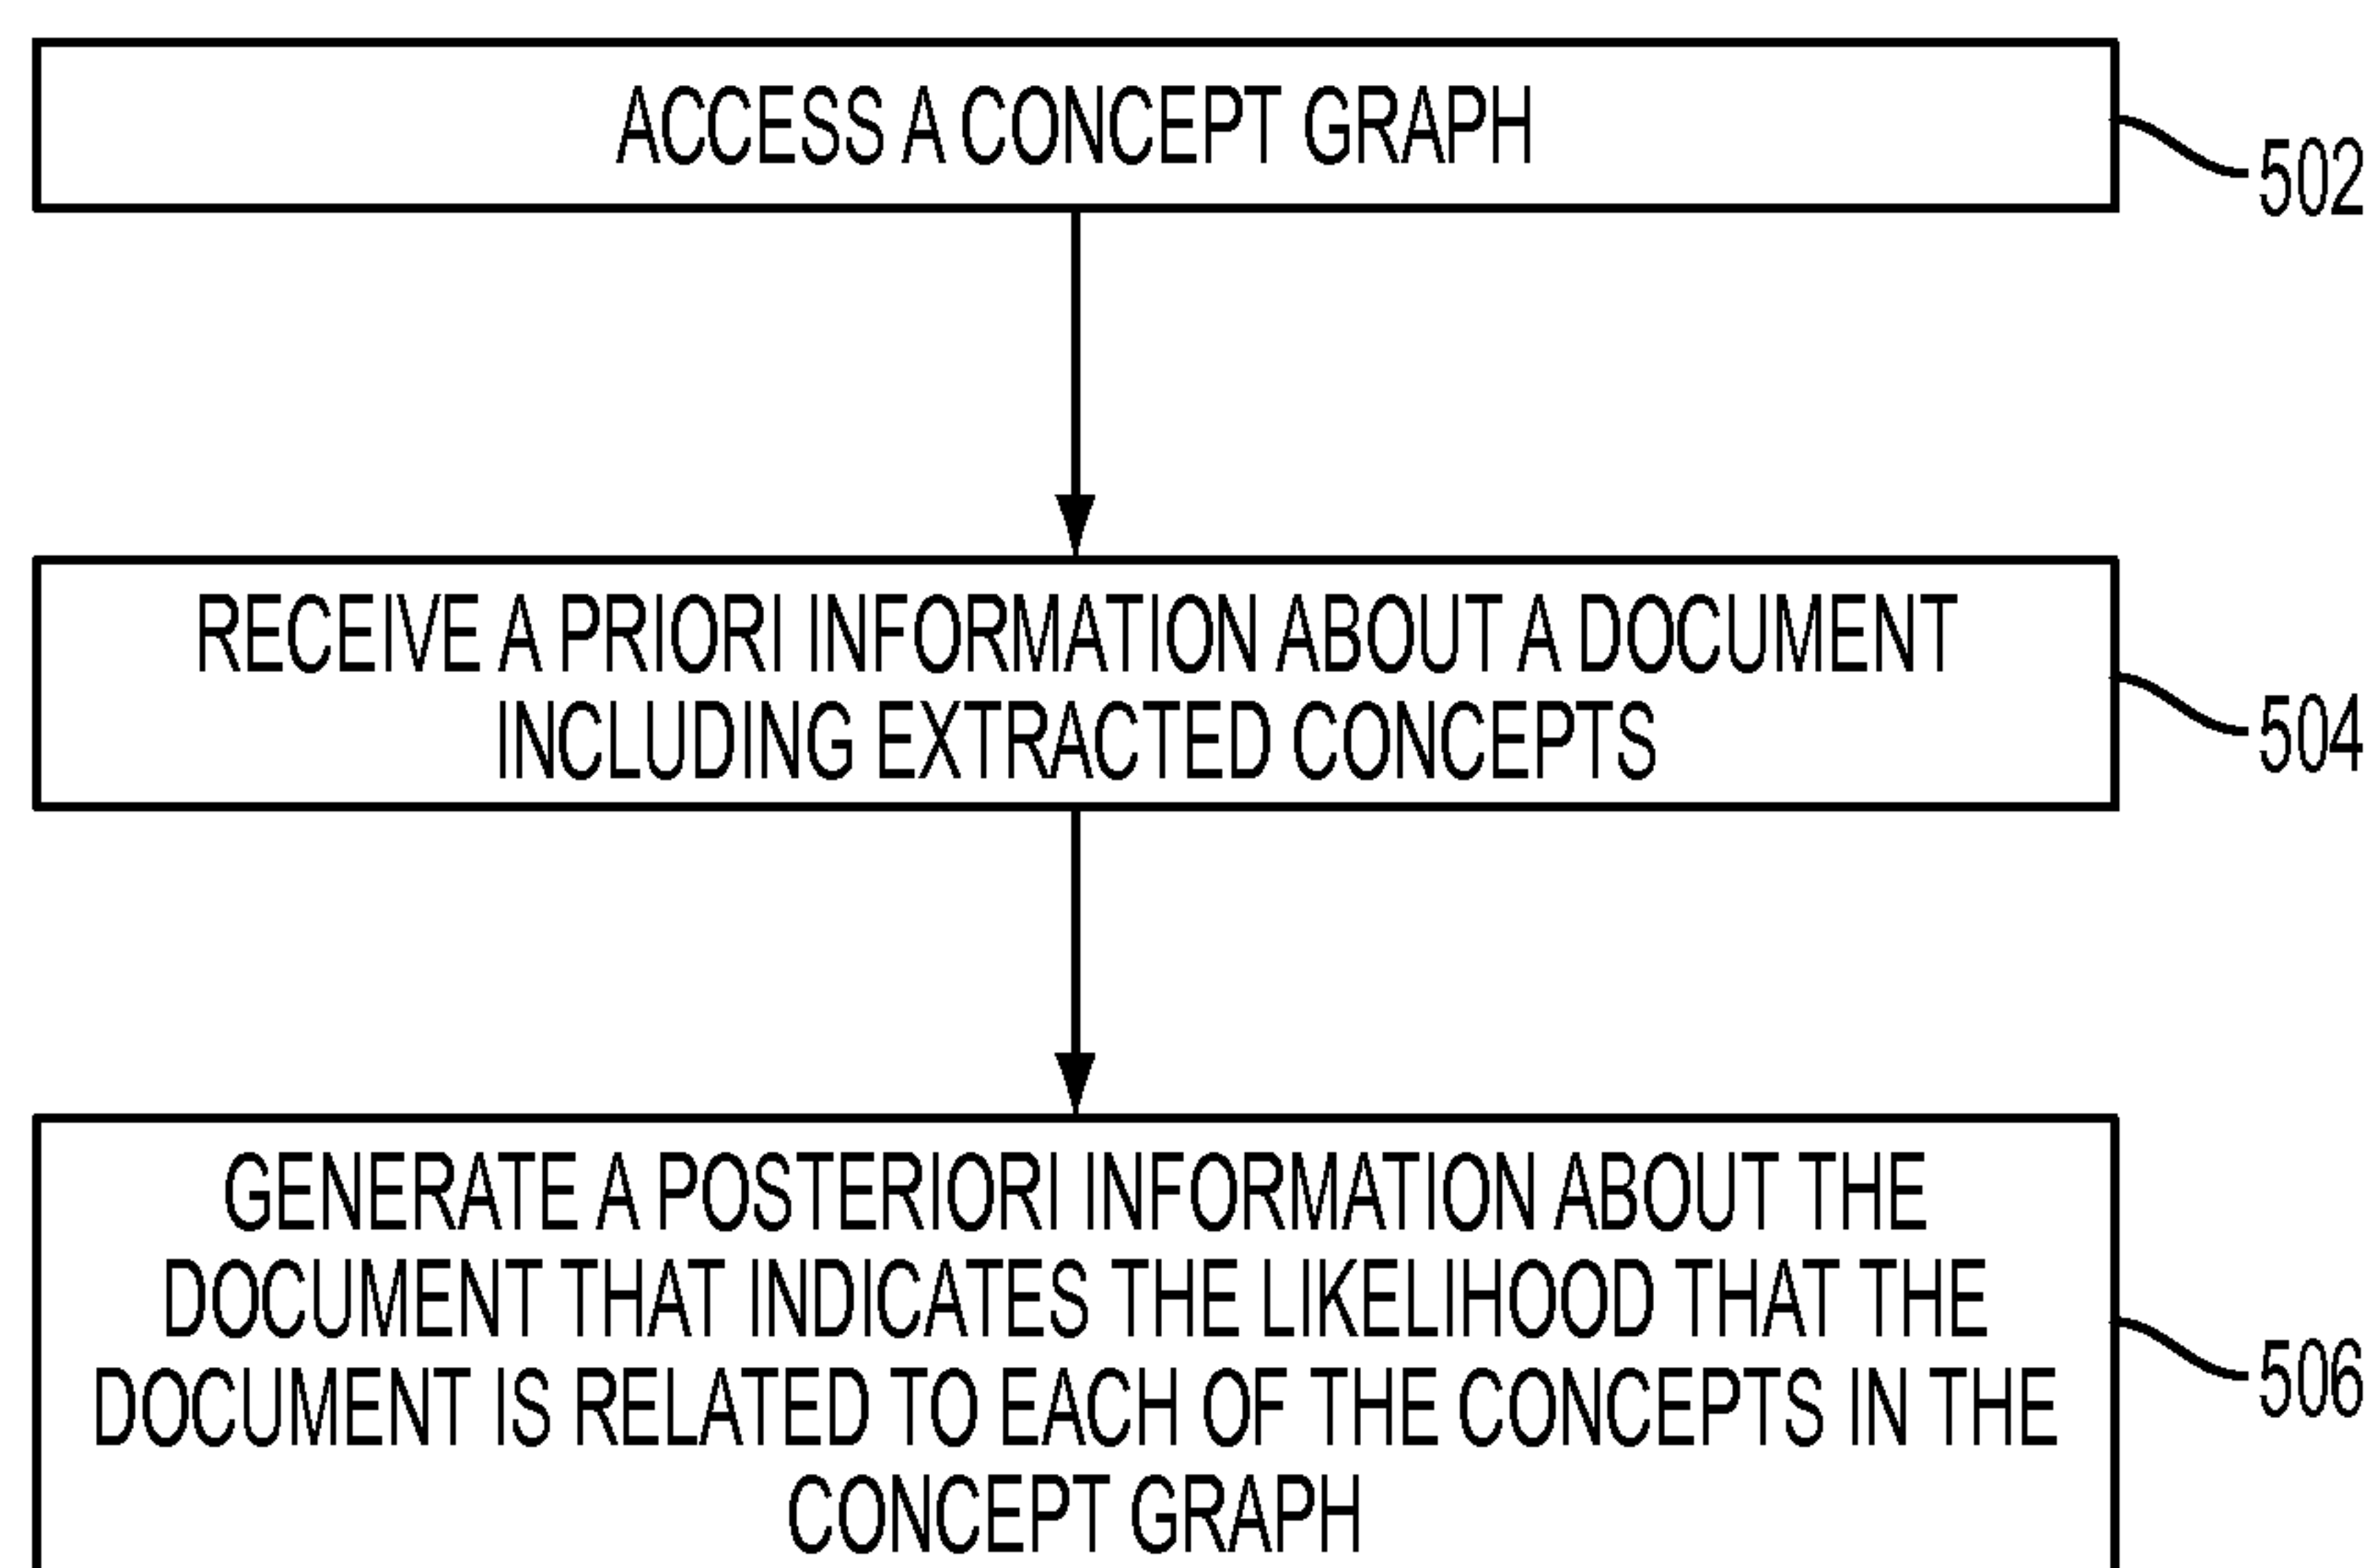 ACCESS A CONCEPT GRAPH
502
RECEIVE A PRIORI INFORMATION ABOUT A DOCUMENT
INCLUDING EXTRACTED CONCEPTS
504
GENERATE A POSTERIORI INFORMATION ABOUT THE
DOCUMENT THAT INDICATES THE LIKELIHOOD THAT THE
DOCUMENT IS RELATED TO EACH OF THE CONCEPTS IN THE
CONCEPT GRAPH
506